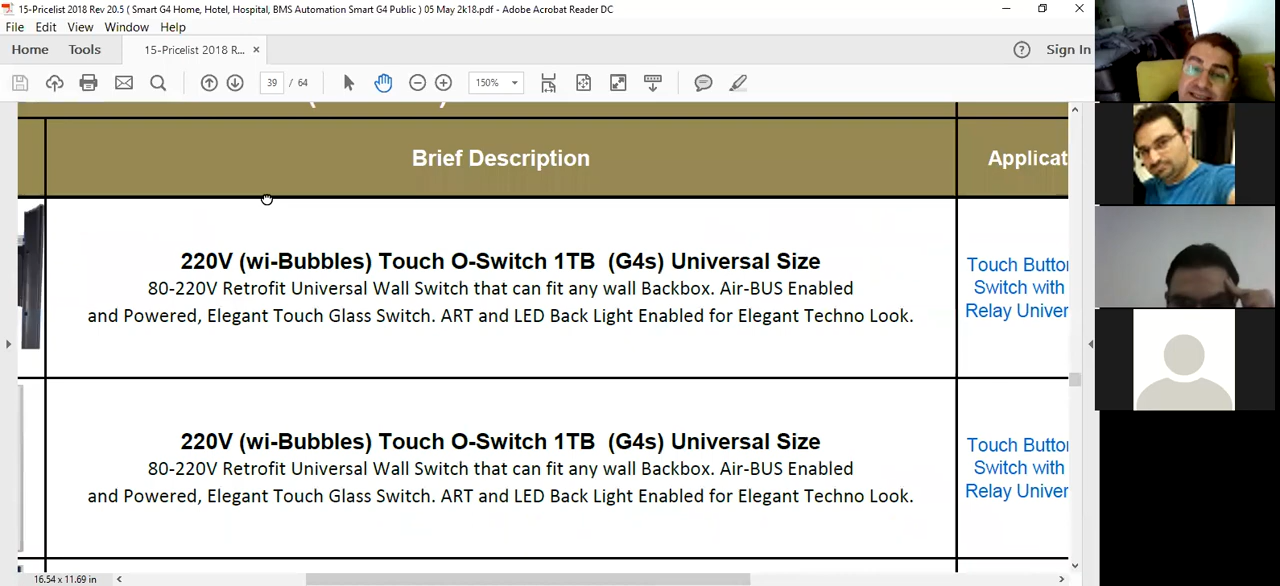 15-Pricelist 2018 Rev 20.5 ( Smart G4 Home, Hotel, Hospital, BMS Automation Smart G4 Public ) 05 May 2k18.pdf - Adobe Acrobat Reader DC
File Edit View Window Help
Home Tools 15-Pricelist 2018 R... × Sign In
39 / 64 150%
Brief Description Applicat
220V (wi-Bubbles) Touch O-Switch 1TB (G4s) Universal Size
80-220V Retrofit Universal Wall Switch that can fit any wall Backbox. Air-BUS Enabled
and Powered, Elegant Touch Glass Switch. ART and LED Back Light Enabled for Elegant Techno Look.
Touch Button
Switch with
Relay Univer
220V (wi-Bubbles) Touch O-Switch 1TB (G4s) Universal Size
80-220V Retrofit Universal Wall Switch that can fit any wall Backbox. Air-BUS Enabled
and Powered, Elegant Touch Glass Switch. ART and LED Back Light Enabled for Elegant Techno Look.
Touch Button
Switch with
Relay Univer
16.54 x 11.69 in